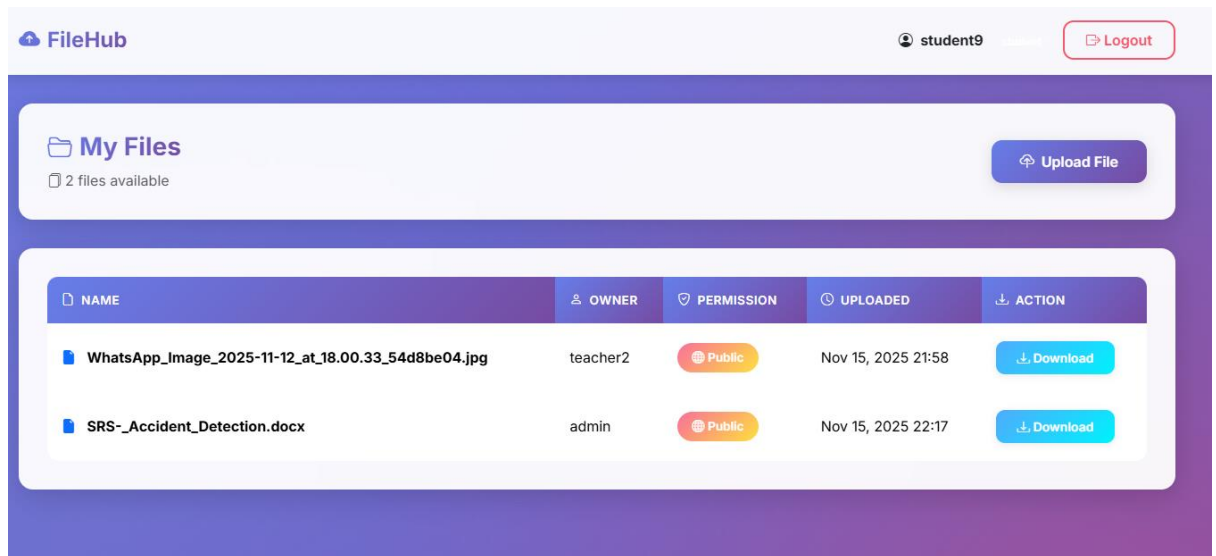 FileHub
student9
Logout
My Files
2 files available
Upload File
NAME OWNER PERMISSION UPLOADED ACTION
WhatsApp_Image_2025-11-12_at_18.00.33_54d8be04.jpg teacher2 Public Nov 15, 2025 21:58 Download
SRS-_Accident_Detection.docx admin Public Nov 15, 2025 22:17 Download